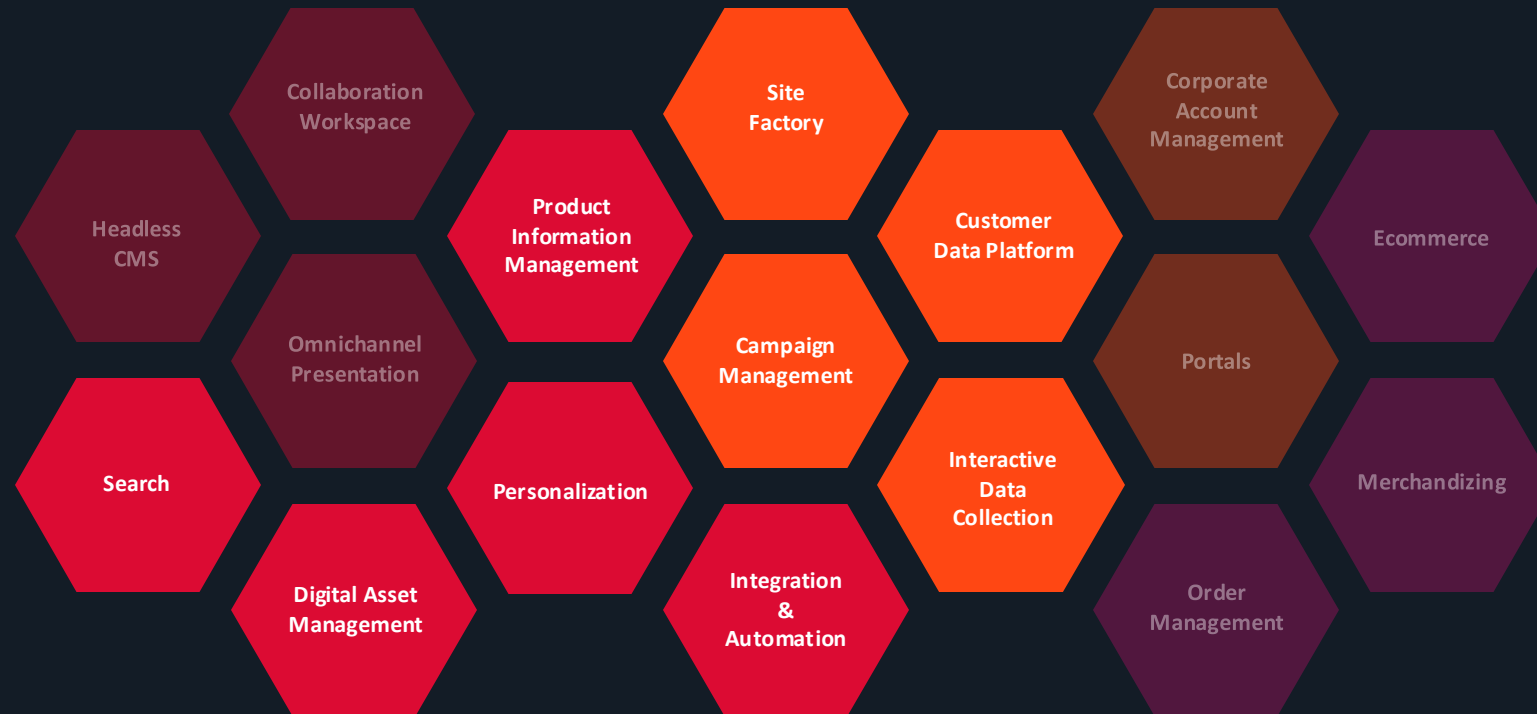 Collaboration
Workspace
Site
Factory
Corporate
Account
Management
Headless
CMS
Product
Information
Management
Customer
Data Platform
Ecommerce
Omnichannel
Presentation
Campaign
Management
Portals
Search
Personalization
Interactive
Data
Collection
Merchandizing
Digital Asset
Management
Integration
&
Automation
Order
Management